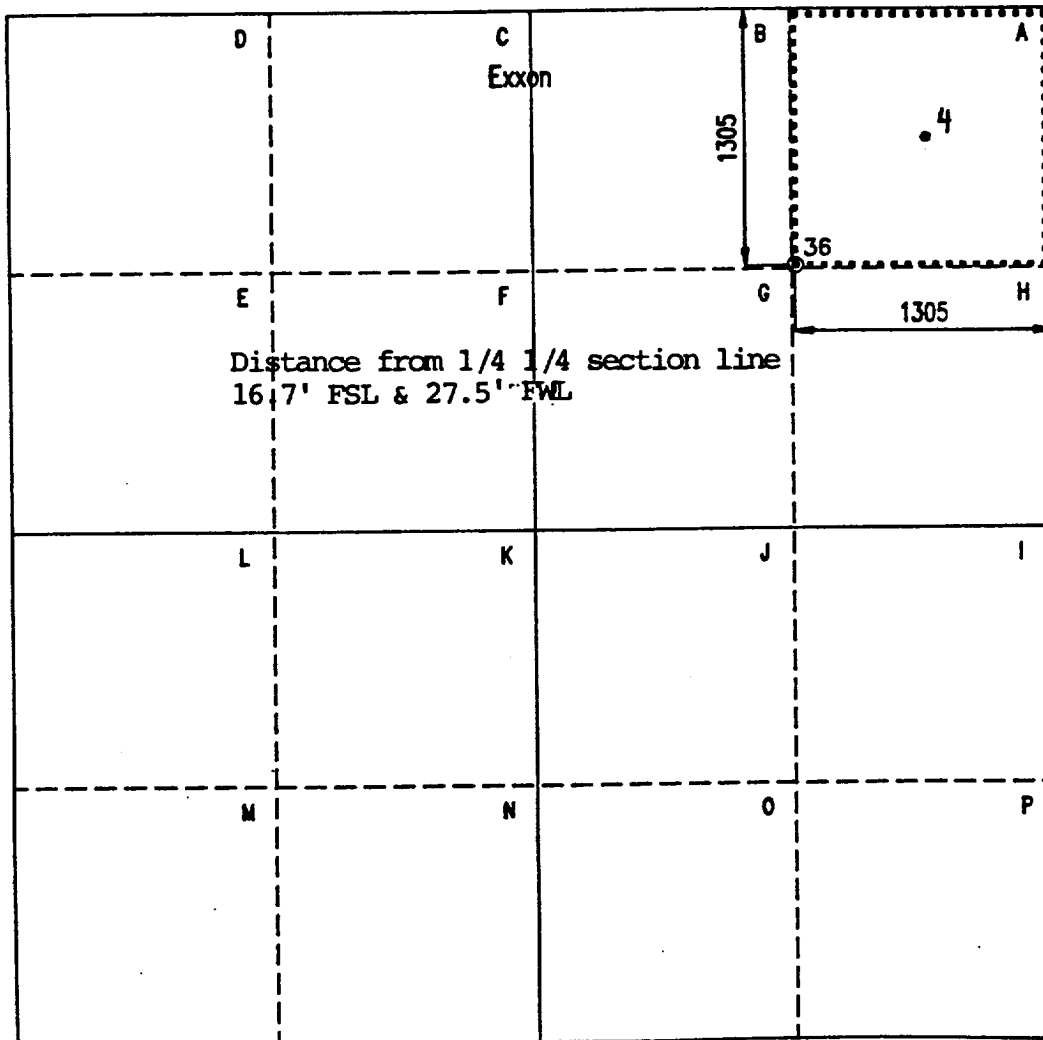 D C B A
Exxon
1305
4
36
E F G H
1305
Distance from 1/4 1/4 section line
16.7' FSL & 27.5' FWL
L K J I
M N O P